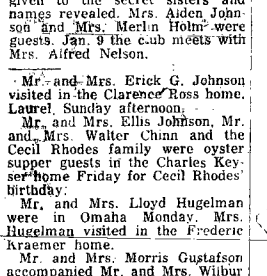 given to the secret sisters and
names revealed. Mrs. Alden John-
son and Mrs. Merlin Holm were
guests. Jan. 9 the club meets with
Mrs. Alfred Nelson.
Mr. and Mrs. Erick G. Johnson
visited in the Clarence Ross home,
Laurel, Sunday afternoon.
Mr. and Mrs. Ellis Johnson, Mr.
and Mrs. Walter Chinn and the
Cecil Rhodes family were oyster
supper guests in the Charles Key-
ser home Friday for Cecil Rhodes'
birthday.
Mr. and Mrs. Lloyd Hugelman
were in Omaha Monday. Mrs.
Hugelman visited in the Frederic
Kraemer home.
Mr. and Mrs. Morris Gustafson
accompanied Mr. and Mrs. Wilbur